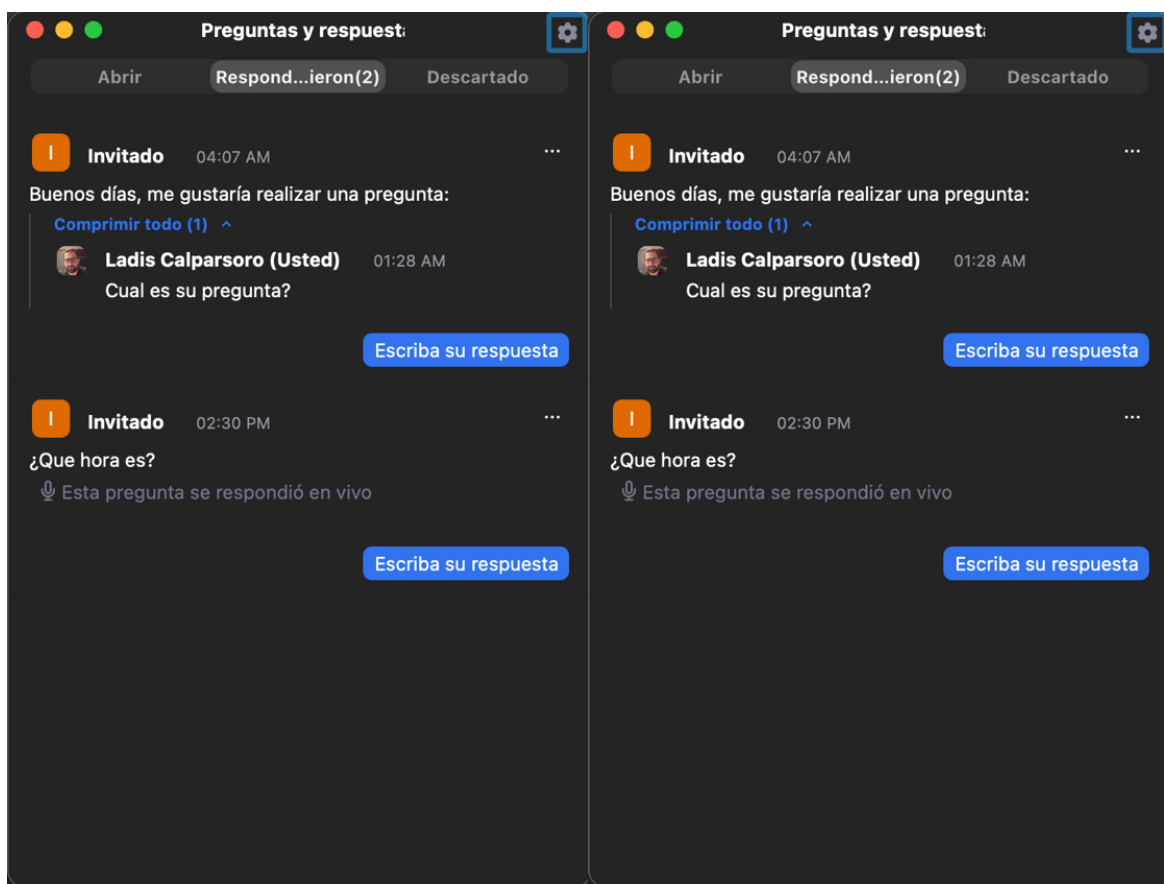 Preguntas y respuesta
Abrir Respond...ieron(2) Descartado
I Invitado 04:07 AM ...
Buenos días, me gustaría realizar una pregunta:
Comprimir todo (1)
Ladis Calparsoro (Usted) 01:28 AM
Cual es su pregunta?
Escriba su respuesta
I Invitado 02:30 PM ...
¿Que hora es?
Esta pregunta se respondió en vivo
Escriba su respuesta
Preguntas y respuesta
Abrir Respond...ieron(2) Descartado
I Invitado 04:07 AM ...
Buenos días, me gustaría realizar una pregunta:
Comprimir todo (1)
Ladis Calparsoro (Usted) 01:28 AM
Cual es su pregunta?
Escriba su respuesta
I Invitado 02:30 PM ...
¿Que hora es?
Esta pregunta se respondió en vivo
Escriba su respuesta